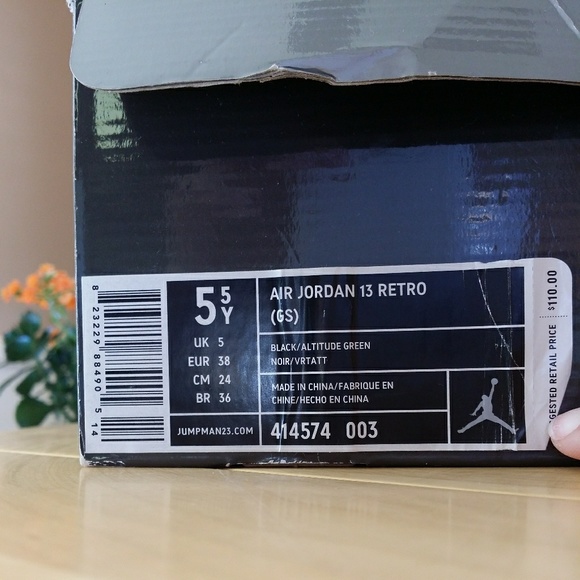 5 5 Y
UK 5
EUR 38
CM 24
BR 36
JUMPMAN23.COM
AIR JORDAN 13 RETRO
(GS)
BLACK/ALTITUDE GREEN
NOIR/VRTATT
MADE IN CHINA/FABRIQUE EN
CHINE/HECHO EN CHINA
414574 003
8 23229 88490 5 14
GESTED RETAIL PRICE $110.00